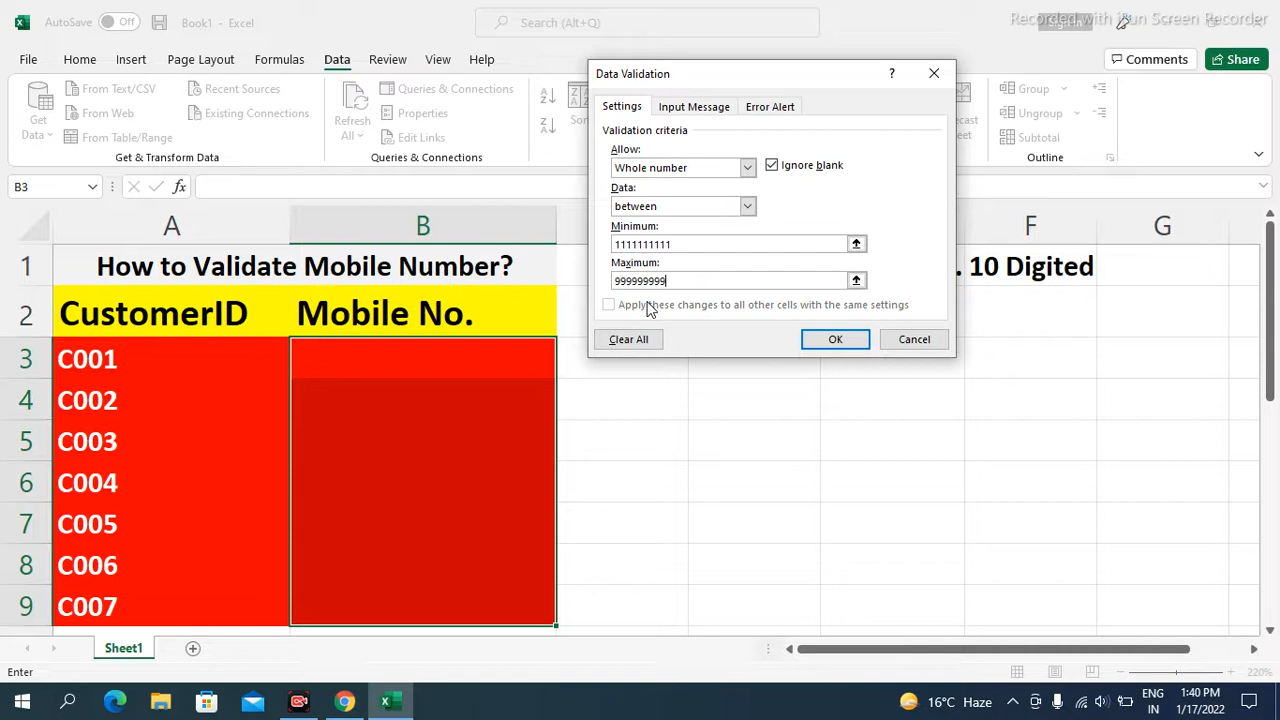 AutoSave Off Book1 - Excel Search (Alt+Q) Recorded with iTun Screen Recorder
File Home Insert Page Layout Formulas Data Review View Help Comments Share
Get Data From Text/CSV From Web From Table/Range Recent Sources Existing Connections
Get & Transform Data
Refresh All Queries & Connections Properties Edit Links
Queries & Connections
Group Ungroup Subtotal
Outline
B3
Data Validation ?
Settings Input Message Error Alert
Validation criteria
Allow:
Whole number Ignore blank
Data:
between
Minimum:
1111111111
Maximum:
999999999
Apply these changes to all other cells with the same settings
Clear All OK Cancel
A B F G
1 How to Validate Mobile Number? . 10 Digited
2 CustomerID Mobile No.
3 C001
4 C002
5 C003
6 C004
7 C005
8 C006
9 C007
Sheet1
Enter 220%
16°C Haze ENG IN 1:40 PM 1/17/2022